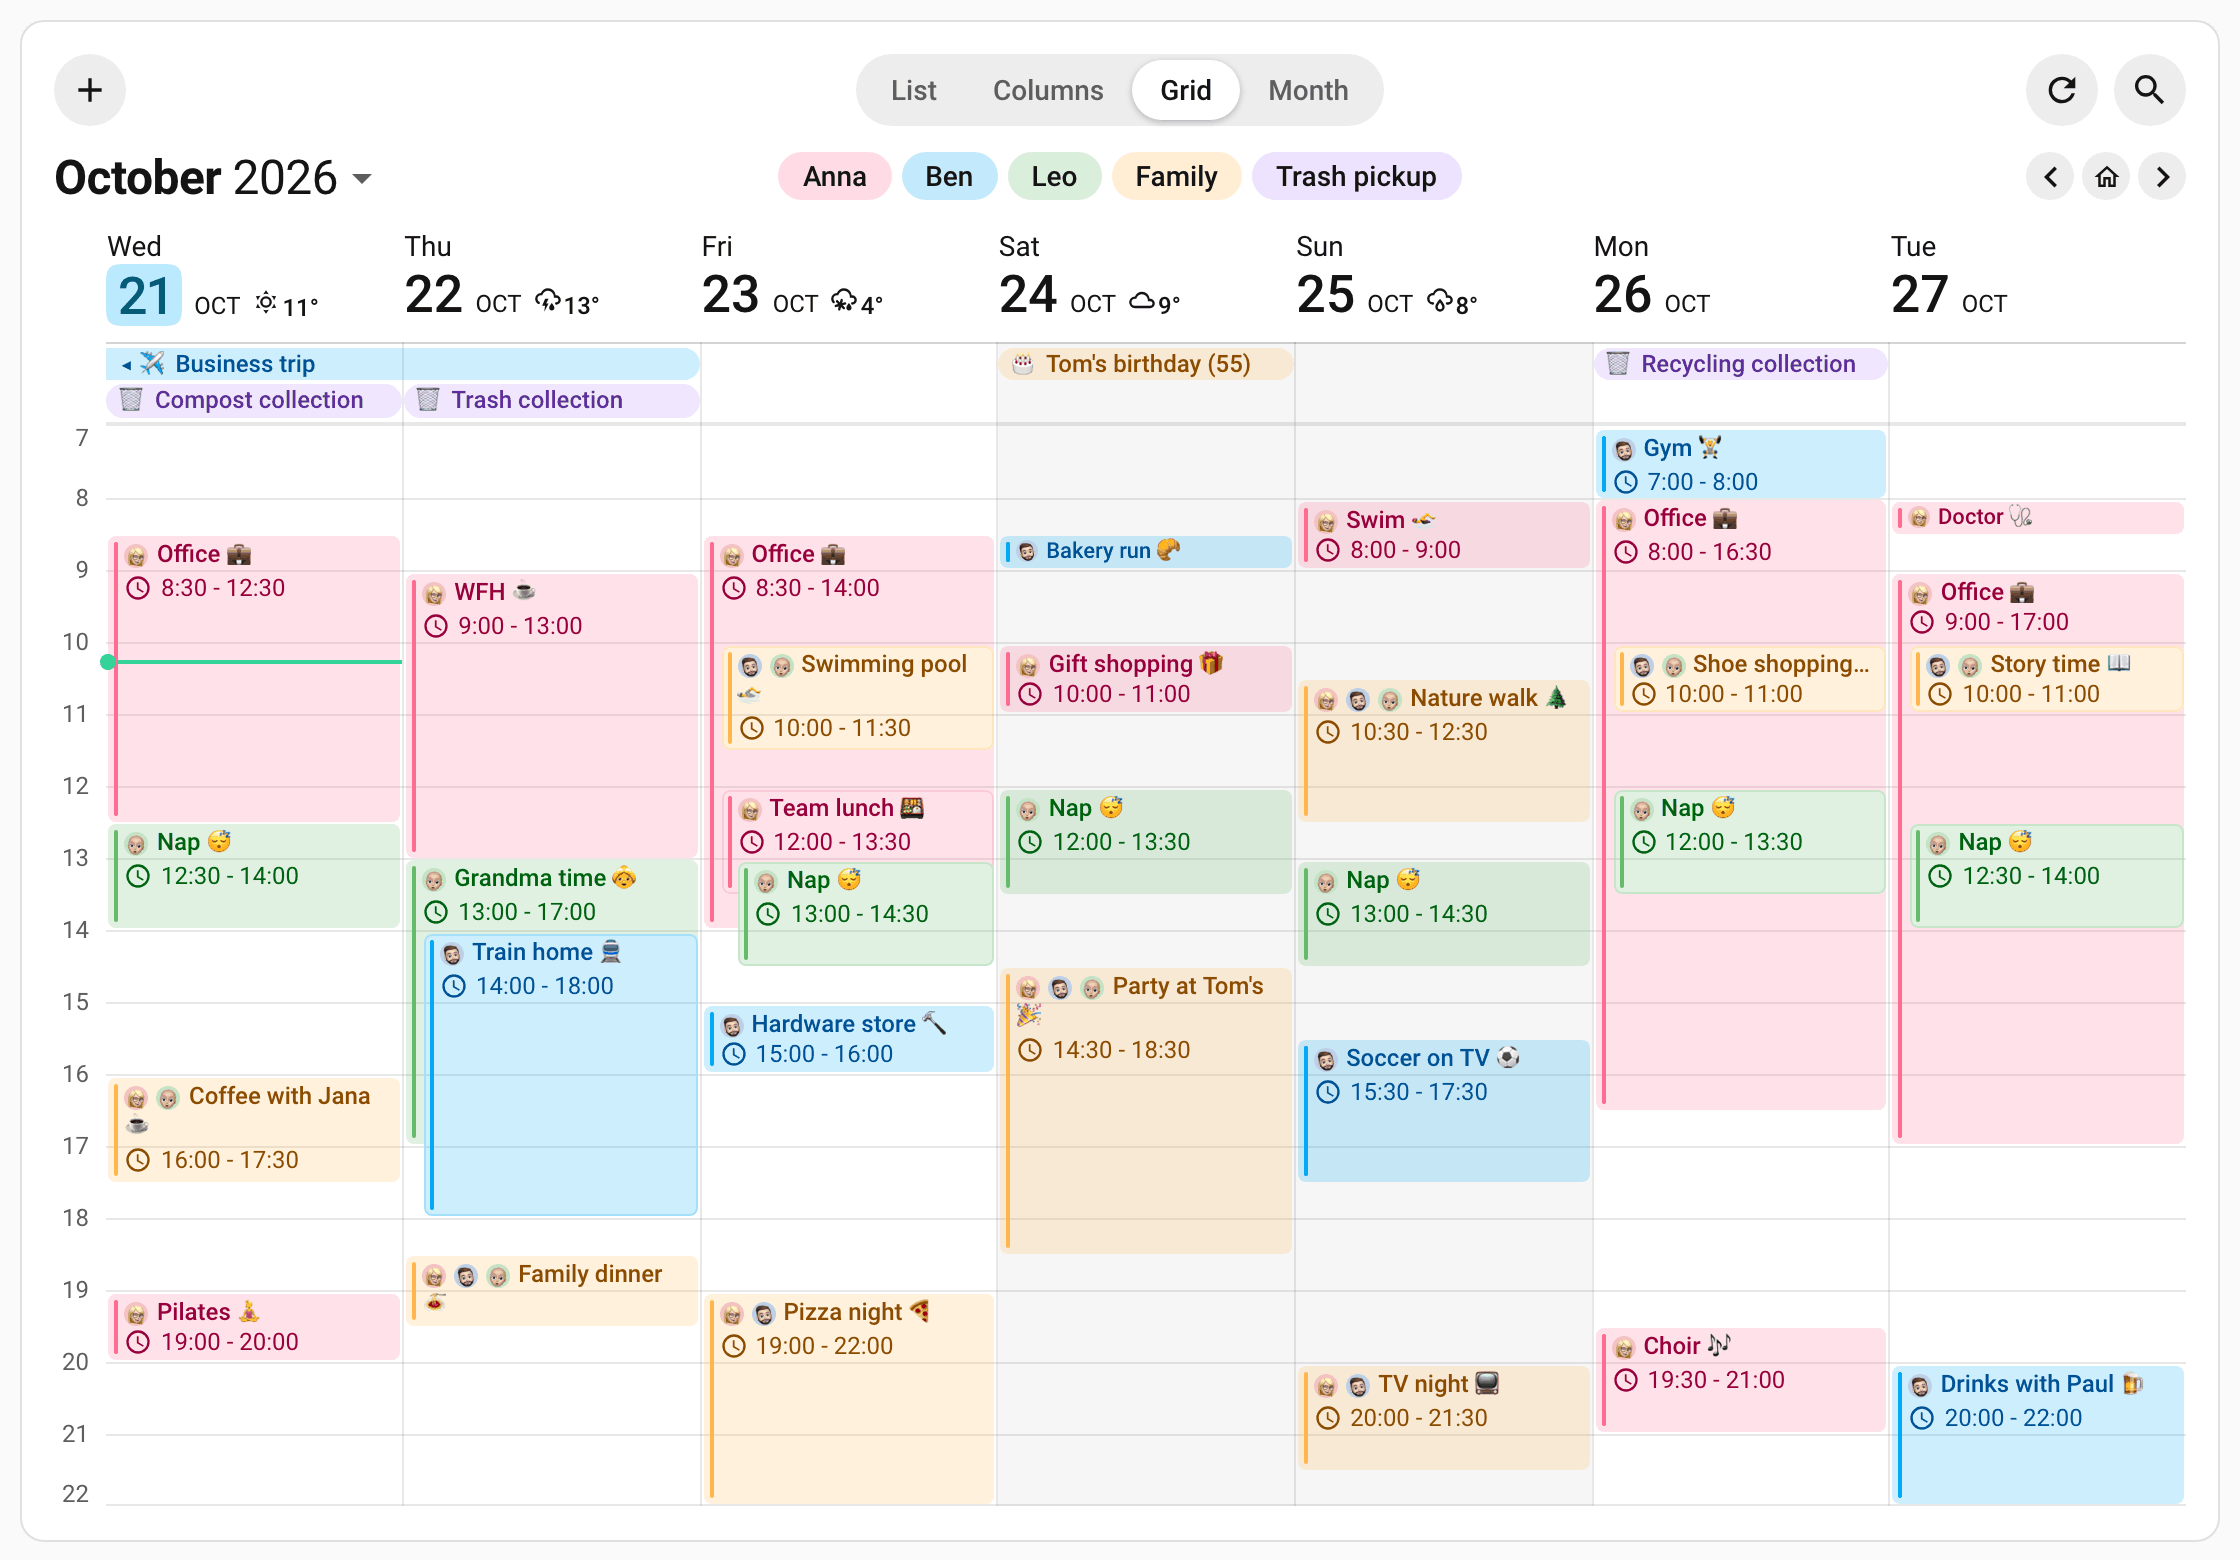 List
Columns
Grid
Month
October 2026
Anna
Ben
Leo
Family
Trash pickup
Wed
21 OCT 11°
Thu
22 OCT 13°
Fri
23 OCT 4°
Sat
24 OCT 9°
Sun
25 OCT 8°
Mon
26 OCT
Tue
27 OCT
Business trip
Tom's birthday (55)
Recycling collection
Compost collection
Trash collection
7
8
9
10
11
12
13
14
15
16
17
18
19
20
21
22
Office
8:30 - 12:30
Nap
12:30 - 14:00
Coffee with Jana
16:00 - 17:30
Pilates
19:00 - 20:00
WFH
9:00 - 13:00
Grandma time
13:00 - 17:00
Train home
14:00 - 18:00
Family dinner
Office
8:30 - 14:00
Swimming pool
10:00 - 11:30
Team lunch
12:00 - 13:30
Nap
13:00 - 14:30
Hardware store
15:00 - 16:00
Pizza night
19:00 - 22:00
Bakery run
Gift shopping
10:00 - 11:00
Nap
12:00 - 13:30
Party at Tom's
14:30 - 18:30
Swim
8:00 - 9:00
Nature walk
10:30 - 12:30
Nap
13:00 - 14:30
Soccer on TV
15:30 - 17:30
TV night
20:00 - 21:30
Gym
7:00 - 8:00
Office
8:00 - 16:30
Shoe shopping...
10:00 - 11:00
Nap
12:00 - 13:30
Choir
19:30 - 21:00
Doctor
Office
9:00 - 17:00
Story time
10:00 - 11:00
Nap
12:30 - 14:00
Drinks with Paul
20:00 - 22:00